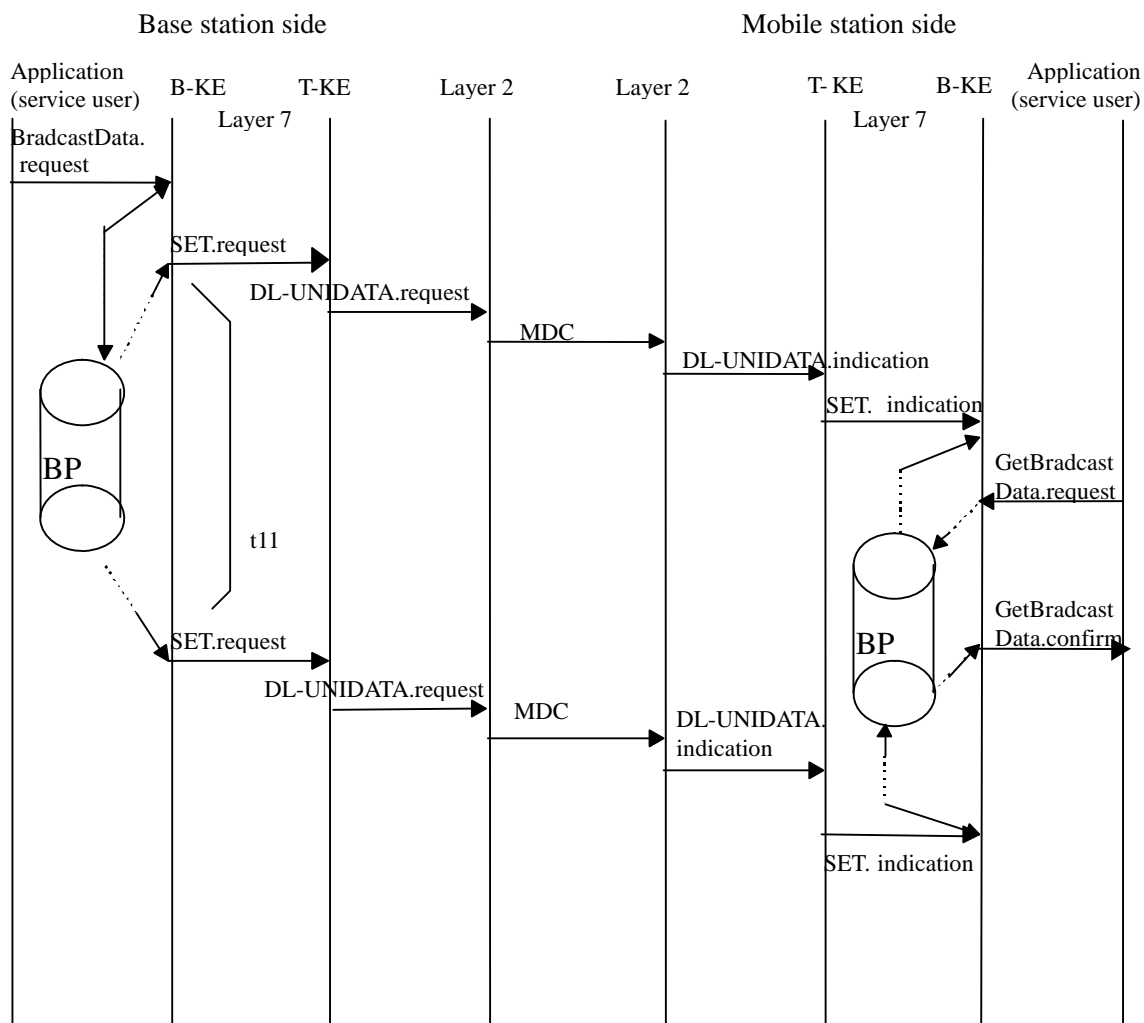 Base station side
Mobile station side
Application
(service user)
B-KE
T-KE
Layer 2
Layer 2
T- KE
B-KE
Application
(service user)
Layer 7
Layer 7
BradcastData.
request
SET.request
DL-UNIDATA.request
MDC
DL-UNIDATA.indication
SET. indication
GetBradcast
Data.request
BP
t11
GetBradcast
Data.confirm
BP
SET.request
DL-UNIDATA.request
MDC
DL-UNIDATA.
indication
SET. indication